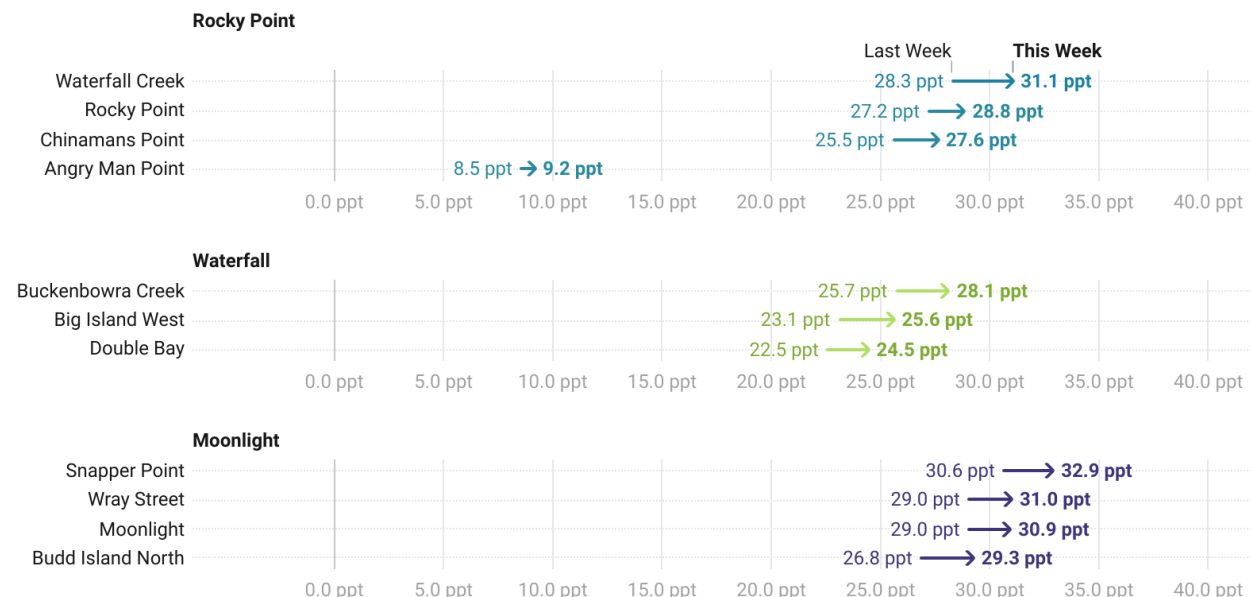 Rocky Point
Last Week This Week
Waterfall Creek 28.3 ppt 31.1 ppt
Rocky Point 27.2 ppt 28.8 ppt
Chinamans Point 25.5 ppt 27.6 ppt
Angry Man Point 8.5 ppt 9.2 ppt
0.0 ppt 5.0 ppt 10.0 ppt 15.0 ppt 20.0 ppt 25.0 ppt 30.0 ppt 35.0 ppt 40.0 ppt
Waterfall
Buckenbowra Creek 25.7 ppt 28.1 ppt
Big Island West 23.1 ppt 25.6 ppt
Double Bay 22.5 ppt 24.5 ppt
0.0 ppt 5.0 ppt 10.0 ppt 15.0 ppt 20.0 ppt 25.0 ppt 30.0 ppt 35.0 ppt 40.0 ppt
Moonlight
Snapper Point 30.6 ppt 32.9 ppt
Wray Street 29.0 ppt 31.0 ppt
Moonlight 29.0 ppt 30.9 ppt
Budd Island North 26.8 ppt 29.3 ppt
0.0 ppt 5.0 ppt 10.0 ppt 15.0 ppt 20.0 ppt 25.0 ppt 30.0 ppt 35.0 ppt 40.0 ppt